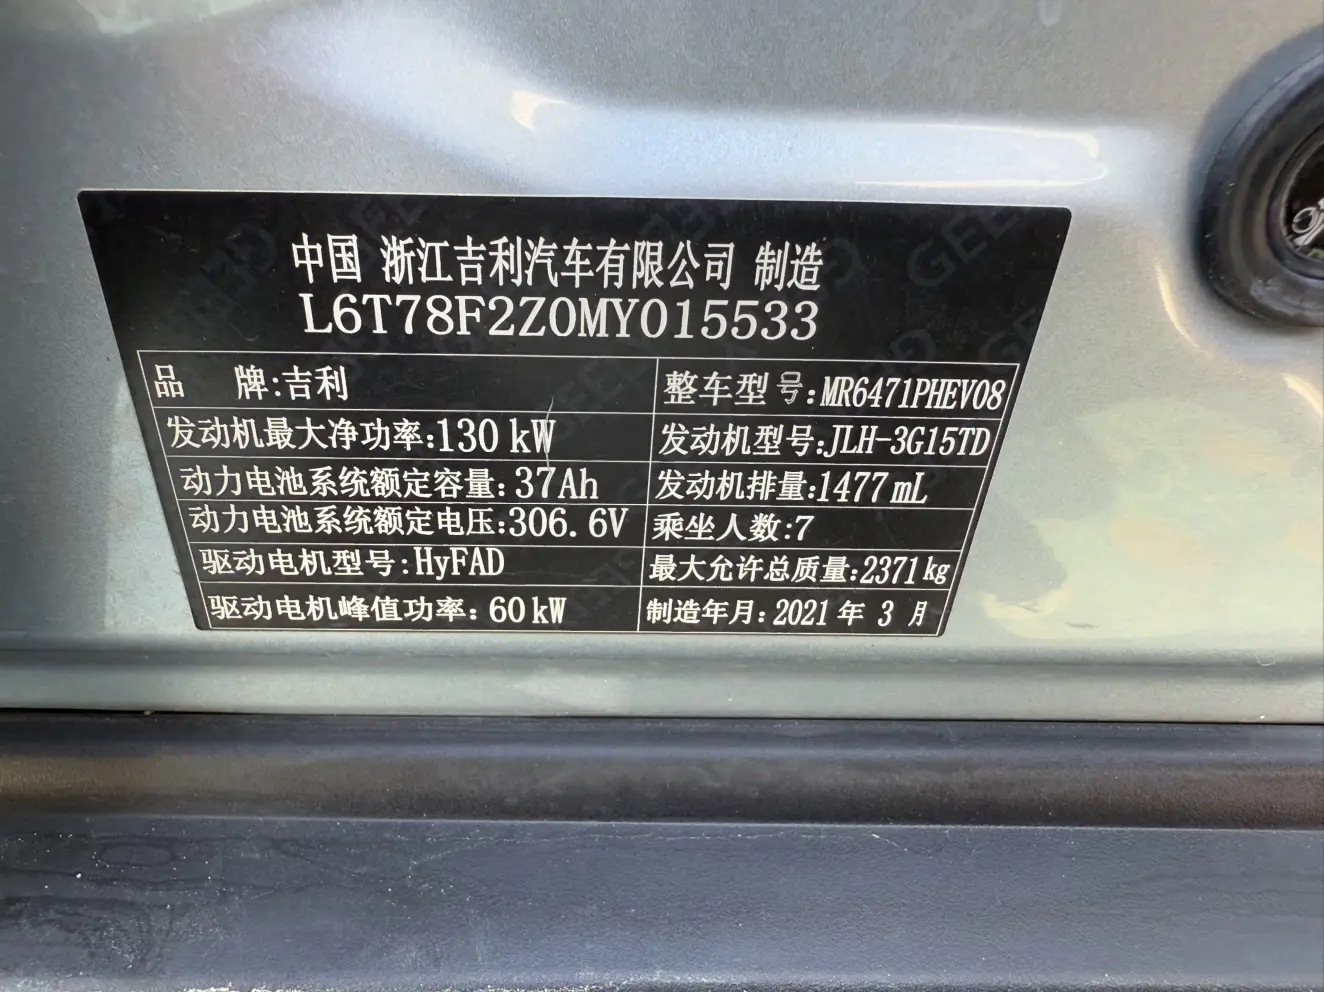 中国 浙江吉利汽车有限公司 制造
L6T78F2Z0MY015533
品 牌:吉利
整车型号:MR6471PHEV08
发动机最大净功率:130 kW
发动机型号:JLH-3G15TD
动力电池系统额定容量:37Ah
发动机排量:1477 mL
动力电池系统额定电压:306.6V
乘坐人数:7
驱动电机型号:HyFAD
最大允许总质量:2371 kg
驱动电机峰值功率:60 kW
制造年月:2021 年 3 月